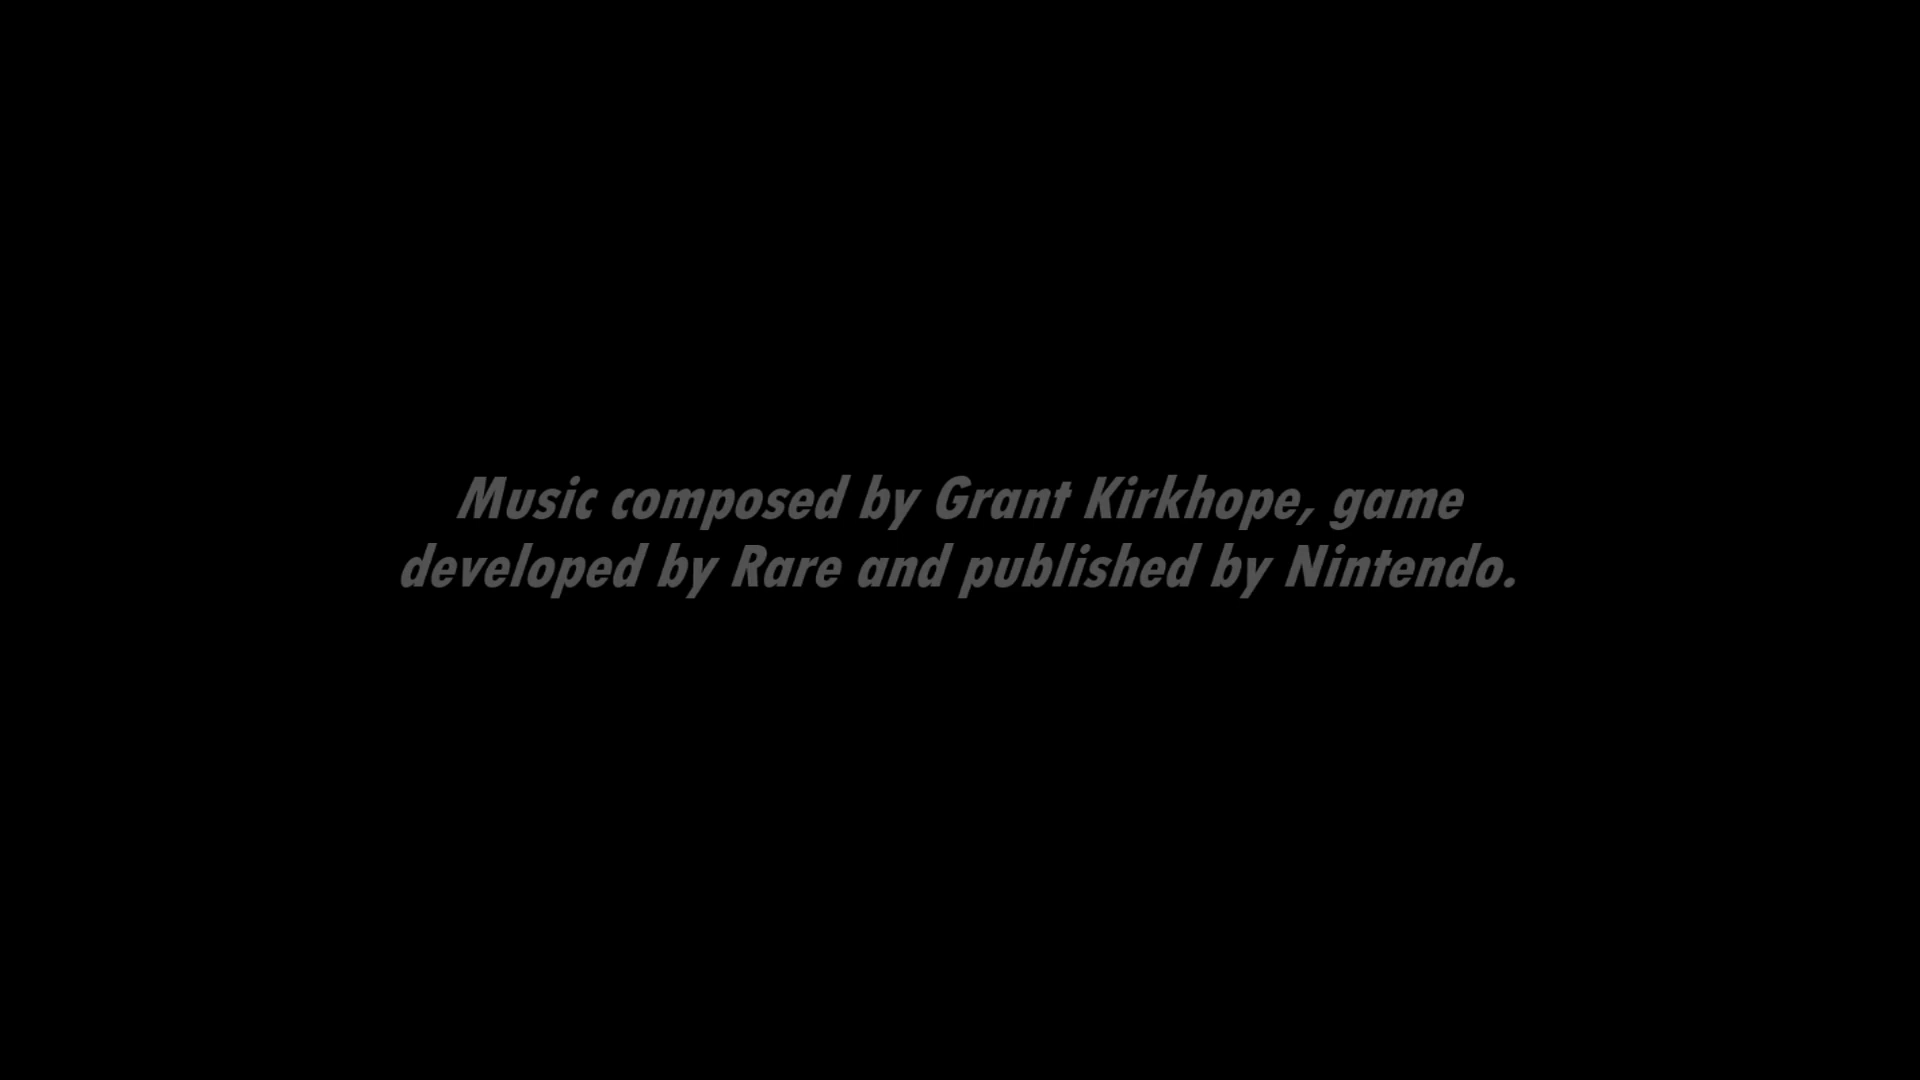 Music composed by Grant Kirkhope, game
developed by Rare and published by Nintendo.